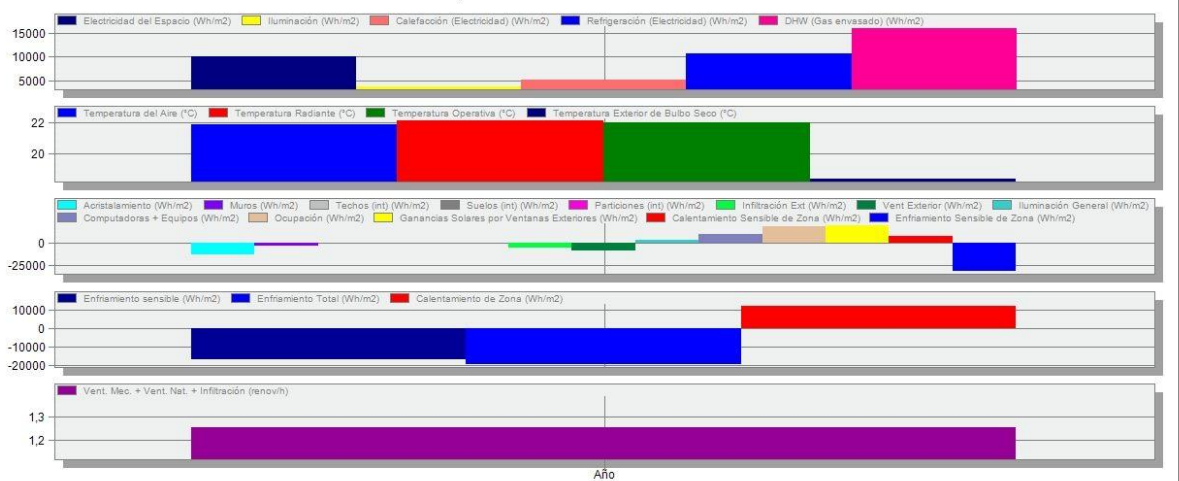 Electricidad del Espacio (Wh/m2) Iluminación (Wh/m2) Calefacción (Electricidad) (Wh/m2) Refrigeración (Electricidad) (Wh/m2) DHW (Gas envasado) (Wh/m2)
15000
10000
5000
Temperatura del Aire (°C) Temperatura Radiante (°C) Temperatura Operativa (°C) Temperatura Exterior de Bulbo Seco (°C)
22
20
Acristalamiento (Wh/m2) Muros (Wh/m2) Techos (int) (Wh/m2) Suelos (int) (Wh/m2) Particiones (int) (Wh/m2) Infiltración Ext (Wh/m2) Vent Exterior (Wh/m2) Iluminación General (Wh/m2)
Computadoras + Equipos (Wh/m2) Ocupación (Wh/m2) Ganancias Solares por Ventanas Exteriores (Wh/m2) Calentamiento Sensible de Zona (Wh/m2) Enfriamiento Sensible de Zona (Wh/m2)
0
-25000
Enfriamiento sensible (Wh/m2) Enfriamiento Total (Wh/m2) Calentamiento de Zona (Wh/m2)
10000
0
-10000
-20000
Vent. Mec. + Vent. Nat. + Infiltración (renov/h)
1,3
1,2
Año